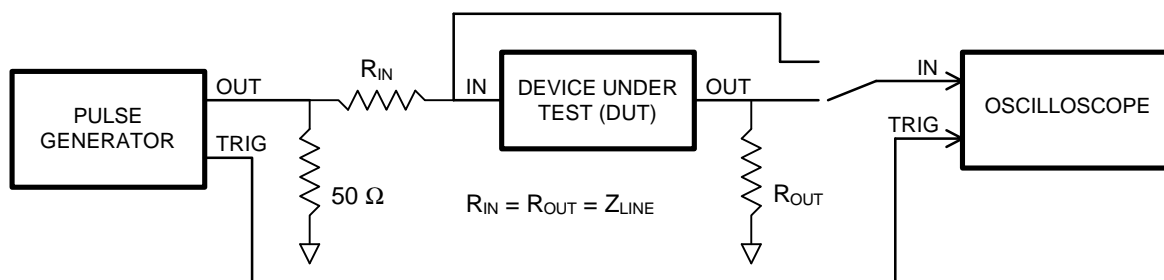 PULSE
GENERATOR
OUT
TRIG
50 Ω
R_IN
IN
DEVICE UNDER
TEST (DUT)
OUT
R_IN = R_OUT = Z_LINE
R_OUT
IN
TRIG
OSCILLOSCOPE